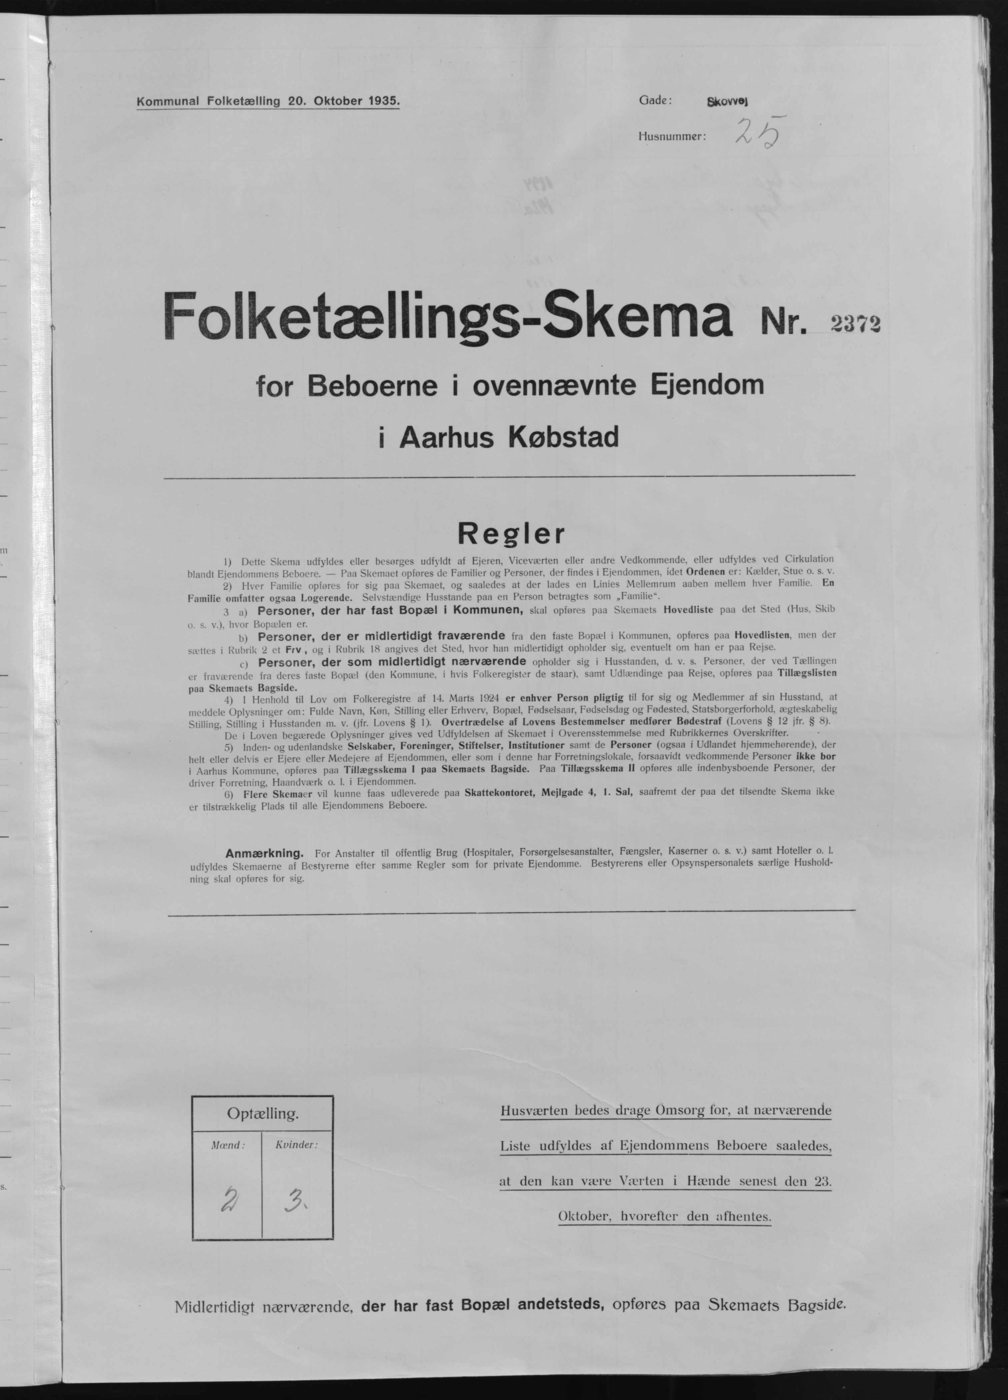 Kommunal Folketælling 20. Oktober 1935.
Gade: Skovvej
Husnummer: 25
Folketællings-Skema Nr. 2372
for Beboerne i ovennævnte Ejendom
i Aarhus Købstad
Regler
1) Dette Skema udfyldes eller besørges udfyldt af Ejeren, Viceværten eller andre Vedkommende, eller udfyldes ved Cirkulation
blandt Ejendommens Beboere. — Paa Skemaet opføres de Familier og Personer, der findes i Ejendommen, idet Ordenen er: Kælder, Stue o. s. v.
2) Hver Familie opføres for sig paa Skemaet, og saaledes at der lades en Linies Mellemrum aaben mellem hver Familie. En
Familie omfatter ogsaa Logerende. Selvstændige Husstande paa en Person betragtes som „Familie“.
3 a) Personer, der har fast Bopæl i Kommunen, skal opføres paa Skemaets Hovedliste paa det Sted (Hus, Skib
o. s. v.), hvor Bopælen er.
b) Personer, der er midlertidigt fraværende fra den faste Bopæl i Kommunen, opføres paa Hovedlisten, men der
sættes i Rubrik 2 et Frv., og i Rubrik 18 angives det Sted, hvor han midlertidigt opholder sig, eventuelt om han er paa Rejse.
c) Personer, der som midlertidigt nærværende opholder sig i Husstanden, d. v. s. Personer, der ved Tællingen
er fraværende fra deres faste Bopæl (den Kommune, i hvis Folkeregister de staar), samt Udlændinge paa Rejse, opføres paa Tillægslisten
paa Skemaets Bagside.
4) I Henhold til Lov om Folkeregistre af 14. Marts 1924 er enhver Person pligtig til for sig og Medlemmer af sin Husstand, at
meddele Oplysninger om: Fulde Navn, Køn, Stilling eller Erhverv, Bopæl, Fødselsaar, Fødselsdag og Fødested, Statsborgerforhold, ægteskabelig
Stilling, Stilling i Husstanden m. v. (jfr. Lovens § 1). Overtrædelse af Lovens Bestemmelser medfører Bødestraf (Lovens § 12 jfr. § 8).
De i Loven begærede Oplysninger gives ved Udfyldelsen af Skemaet i Overensstemmelse med Rubrikkernes Overskrifter.
5) Inden- og udenlandske Selskaber, Foreninger, Stiftelser, Institutioner samt de Personer (ogsaa i Udlandet hjemmehørende), der
helt eller delvis er Ejere eller Medejere af Ejendommen, eller som i denne har Forretningslokale, forsaavidt vedkommende Personer ikke bor
i Aarhus Kommune, opføres paa Tillægsskema I paa Skemaets Bagside. Paa Tillægsskema II opføres alle indenbysboende Personer, der
driver Forretning, Haandværk o. l. i Ejendommen.
6) Flere Skemaer vil kunne faas udleverede paa Skattekontoret, Mejlgade 4, 1. Sal, saafremt der paa det tilsendte Skema ikke
er tilstrækkelig Plads til alle Ejendommens Beboere.
Anmærkning. For Anstalter til offentlig Brug (Hospitaler, Forsørgelsesanstalter, Fængsler, Kaserner o. s. v.) samt Hoteller o. l.
udfyldes Skemaerne af Bestyrerne efter samme Regler som for private Ejendomme. Bestyrerens eller Opsynspersonalets særlige Hushold-
ning skal opføres for sig.
Optælling.
Mænd: Kvinder:
2 3.
Husværten bedes drage Omsorg for, at nærværende
Liste udfyldes af Ejendommens Beboere saaledes,
at den kan være Værten i Hænde senest den 23.
Oktober, hvorefter den afhentes.
Midlertidigt nærværende, der har fast Bopæl andetsteds, opføres paa Skemaets Bagside.